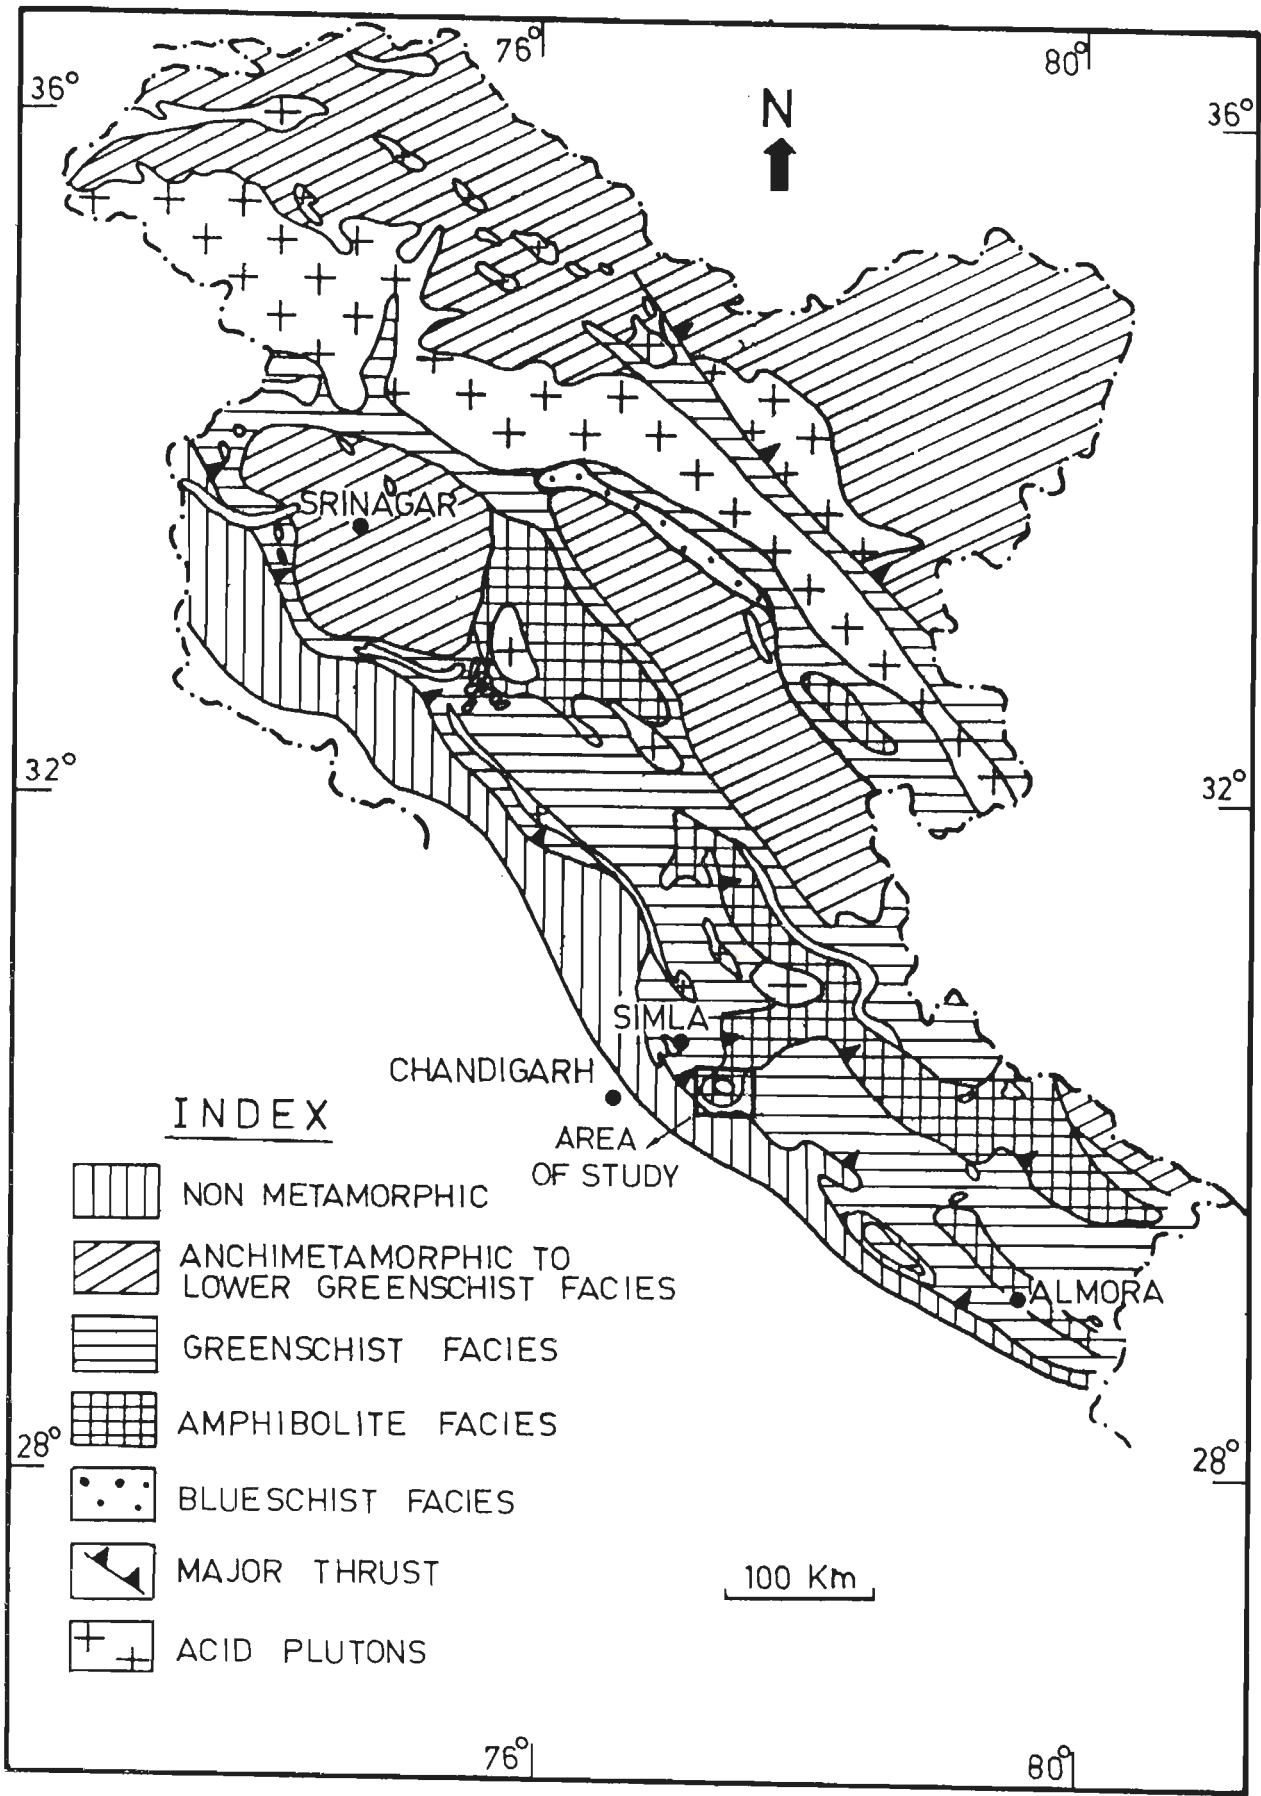 76°
80°
36°
N
36°
SRINAGAR
32°
32°
SIMLA
CHANDIGARH
AREA
OF STUDY
INDEX
NON METAMORPHIC
ANCHIMETAMORPHIC TO
LOWER GREENSCHIST FACIES
ALMORA
GREENSCHIST FACIES
AMPHIBOLITE FACIES
28°
28°
BLUESCHIST FACIES
MAJOR THRUST
100 Km
ACID PLUTONS
76°
80°